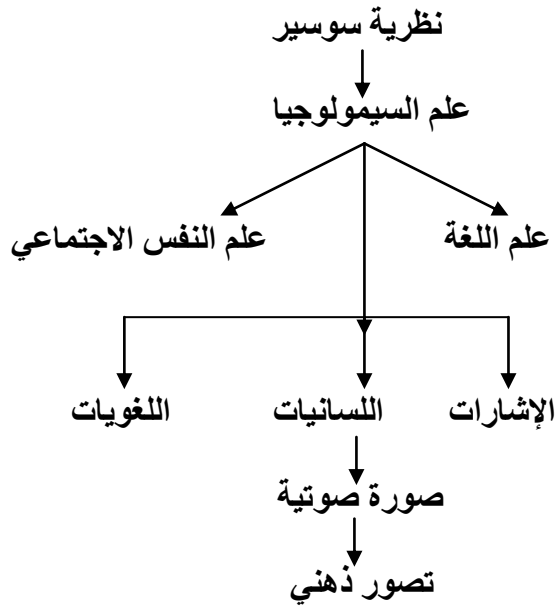 نظرية سوسير
علم السيمولوجيا
علم اللغة
علم النفس الاجتماعي
الإشارات
اللسانيات
اللغويات
صورة صوتية
تصور ذهني